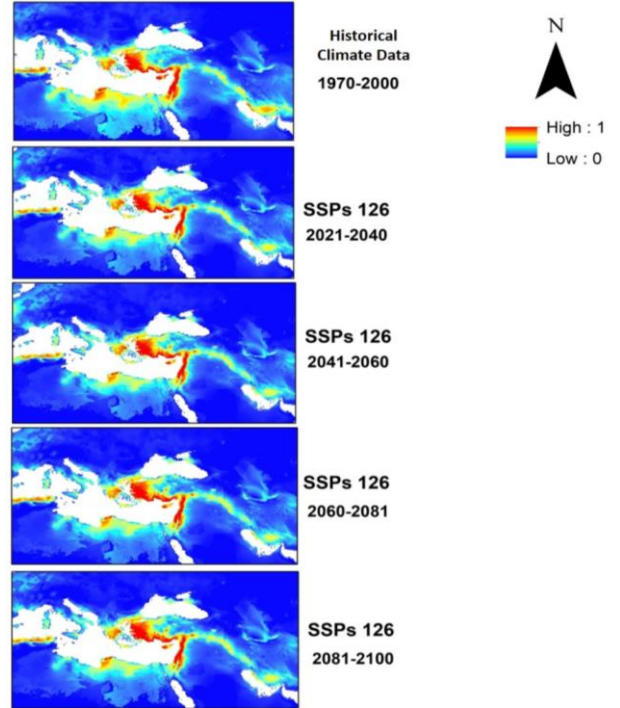 Historical
Climate Data
1970-2000
N
High : 1
Low : 0
SSPs 126
2021-2040
SSPs 126
2041-2060
SSPs 126
2060-2081
SSPs 126
2081-2100